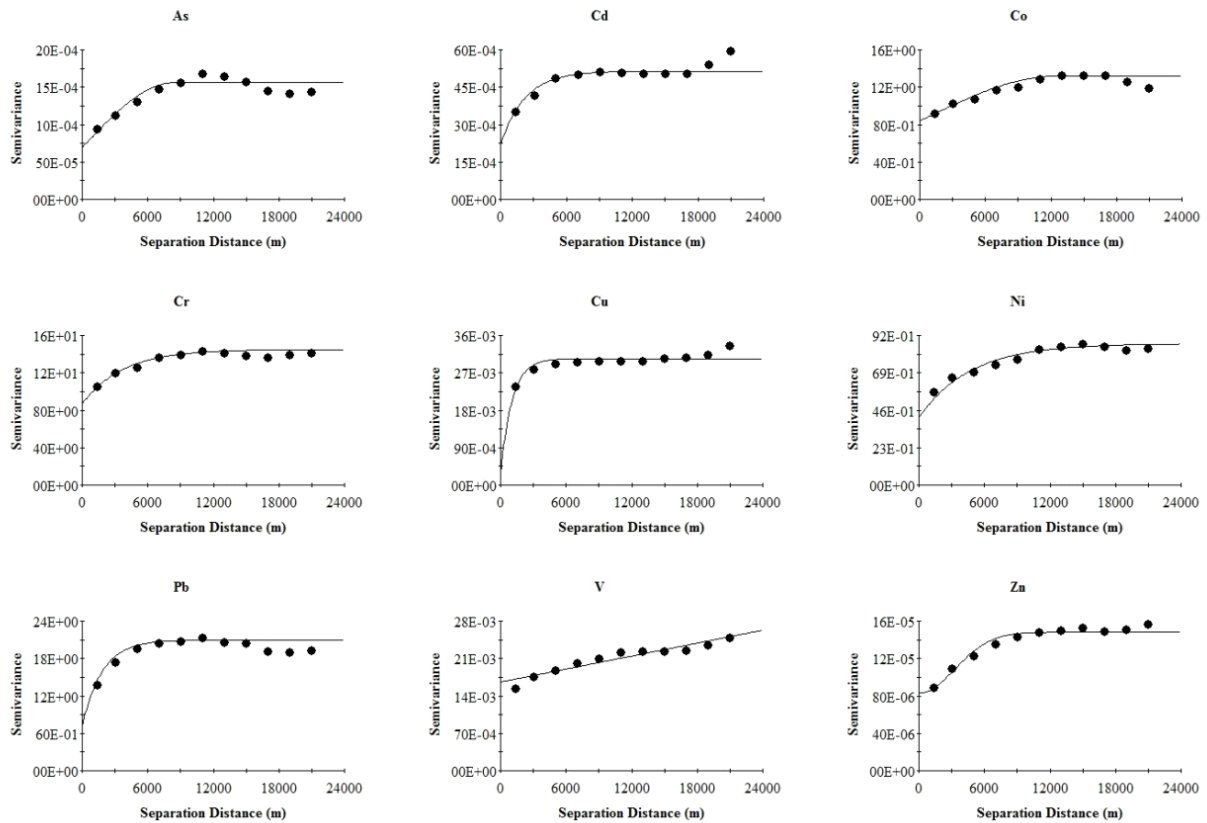 As
20E-04
15E-04
10E-04
50E-05
00E+00
Semivariance
0 6000 12000 18000 24000
Separation Distance (m)
Cd
60E-04
45E-04
30E-04
15E-04
00E+00
Semivariance
0 6000 12000 18000 24000
Separation Distance (m)
Co
16E+00
12E+00
80E-01
40E-01
00E+00
Semivariance
0 6000 12000 18000 24000
Separation Distance (m)
Cr
16E+01
12E+01
80E+00
40E+00
00E+00
Semivariance
0 6000 12000 18000 24000
Separation Distance (m)
Cu
36E-03
27E-03
18E-03
90E-04
00E+00
Semivariance
0 6000 12000 18000 24000
Separation Distance (m)
Ni
92E-01
69E-01
46E-01
23E-01
00E+00
Semivariance
0 6000 12000 18000 24000
Separation Distance (m)
Pb
24E+00
18E+00
12E+00
60E-01
00E+00
Semivariance
0 6000 12000 18000 24000
Separation Distance (m)
V
28E-03
21E-03
14E-03
70E-04
00E+00
Semivariance
0 6000 12000 18000 24000
Separation Distance (m)
Zn
16E-05
12E-05
80E-06
40E-06
00E+00
Semivariance
0 6000 12000 18000 24000
Separation Distance (m)